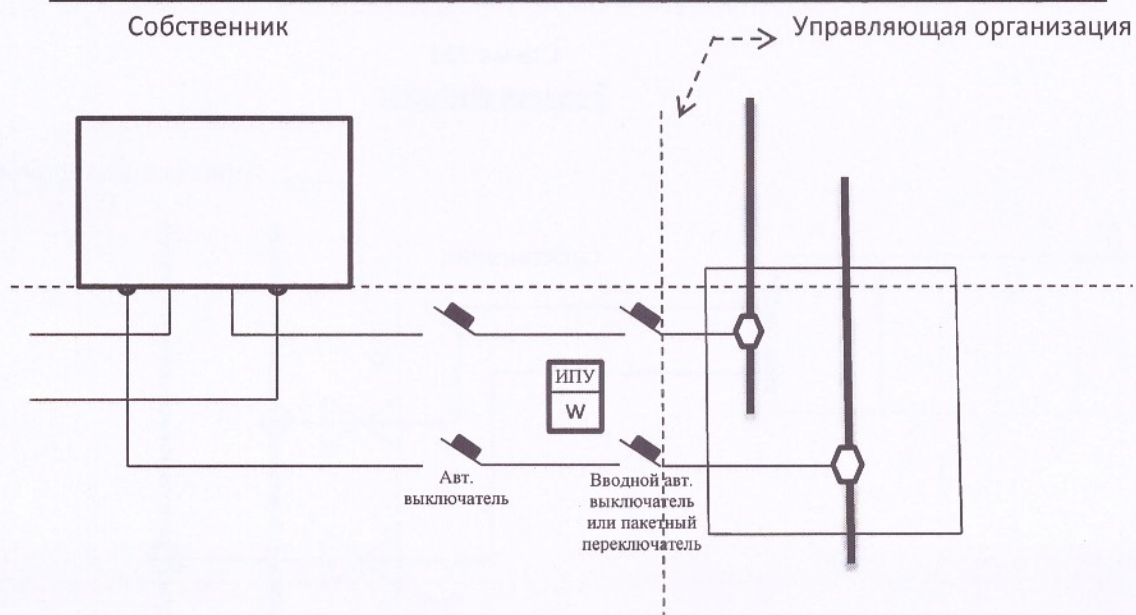 Собственник
Управляющая организация
ИПУ
W
Авт.
выключатель
Вводной авт.
выключатель
или пакетный
переключатель